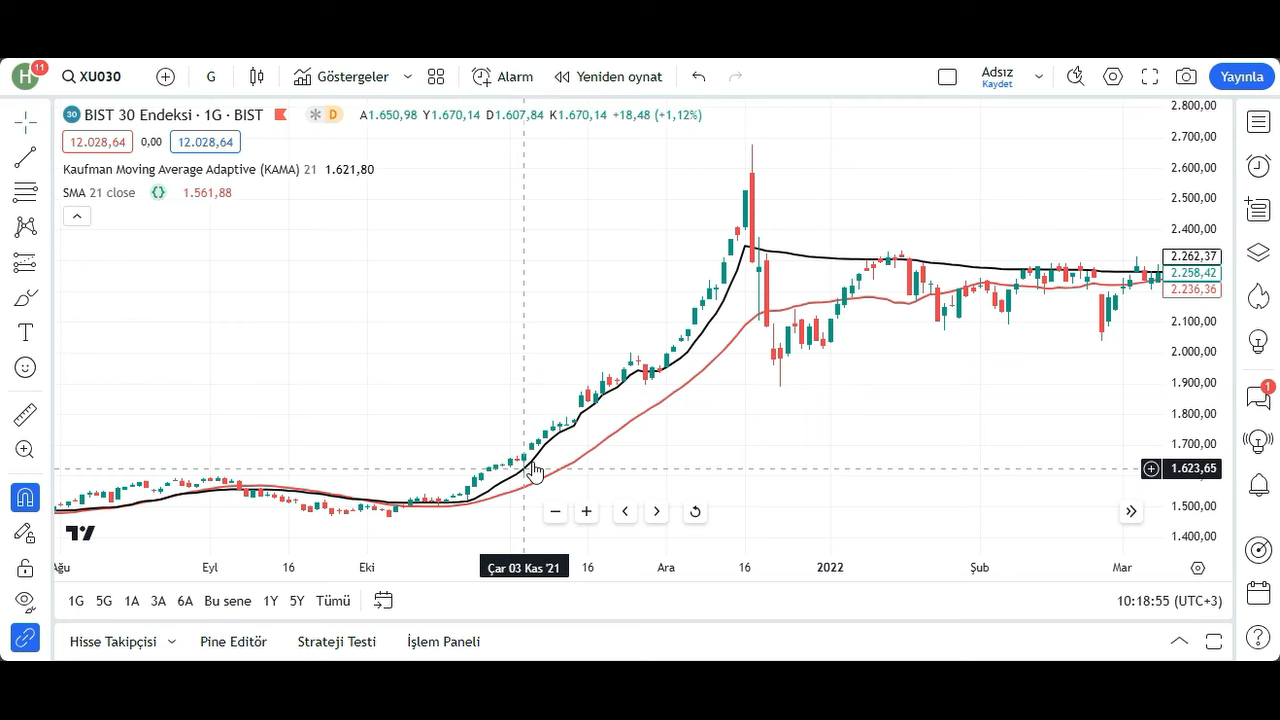 H
11
XU030
G
Göstergeler
Alarm
Yeniden oynat
Adsız
Kaydet
Yayınla
30
BIST 30 Endeksi · 1G · BIST
D
A1.650,98 Y1.670,14 D1.607,84 K1.670,14 +18,48 (+1,12%)
12.028,64
0,00
12.028,64
Kaufman Moving Average Adaptive (KAMA) 21 1.621,80
SMA 21 close {} 1.561,88
2.800,00
2.700,00
2.600,00
2.500,00
2.400,00
2.262,37
2.258,42
2.236,36
2.100,00
2.000,00
1.900,00
1.800,00
1.700,00
1.623,65
1.500,00
1.400,00
1
Ağu
Eyl
16
Eki
Çar 03 Kas '21
16
Ara
16
2022
Şub
Mar
1G 5G 1A 3A 6A Bu sene 1Y 5Y Tümü
10:18:55 (UTC+3)
Hisse Takipçisi
Pine Editör
Strateji Testi
İşlem Paneli